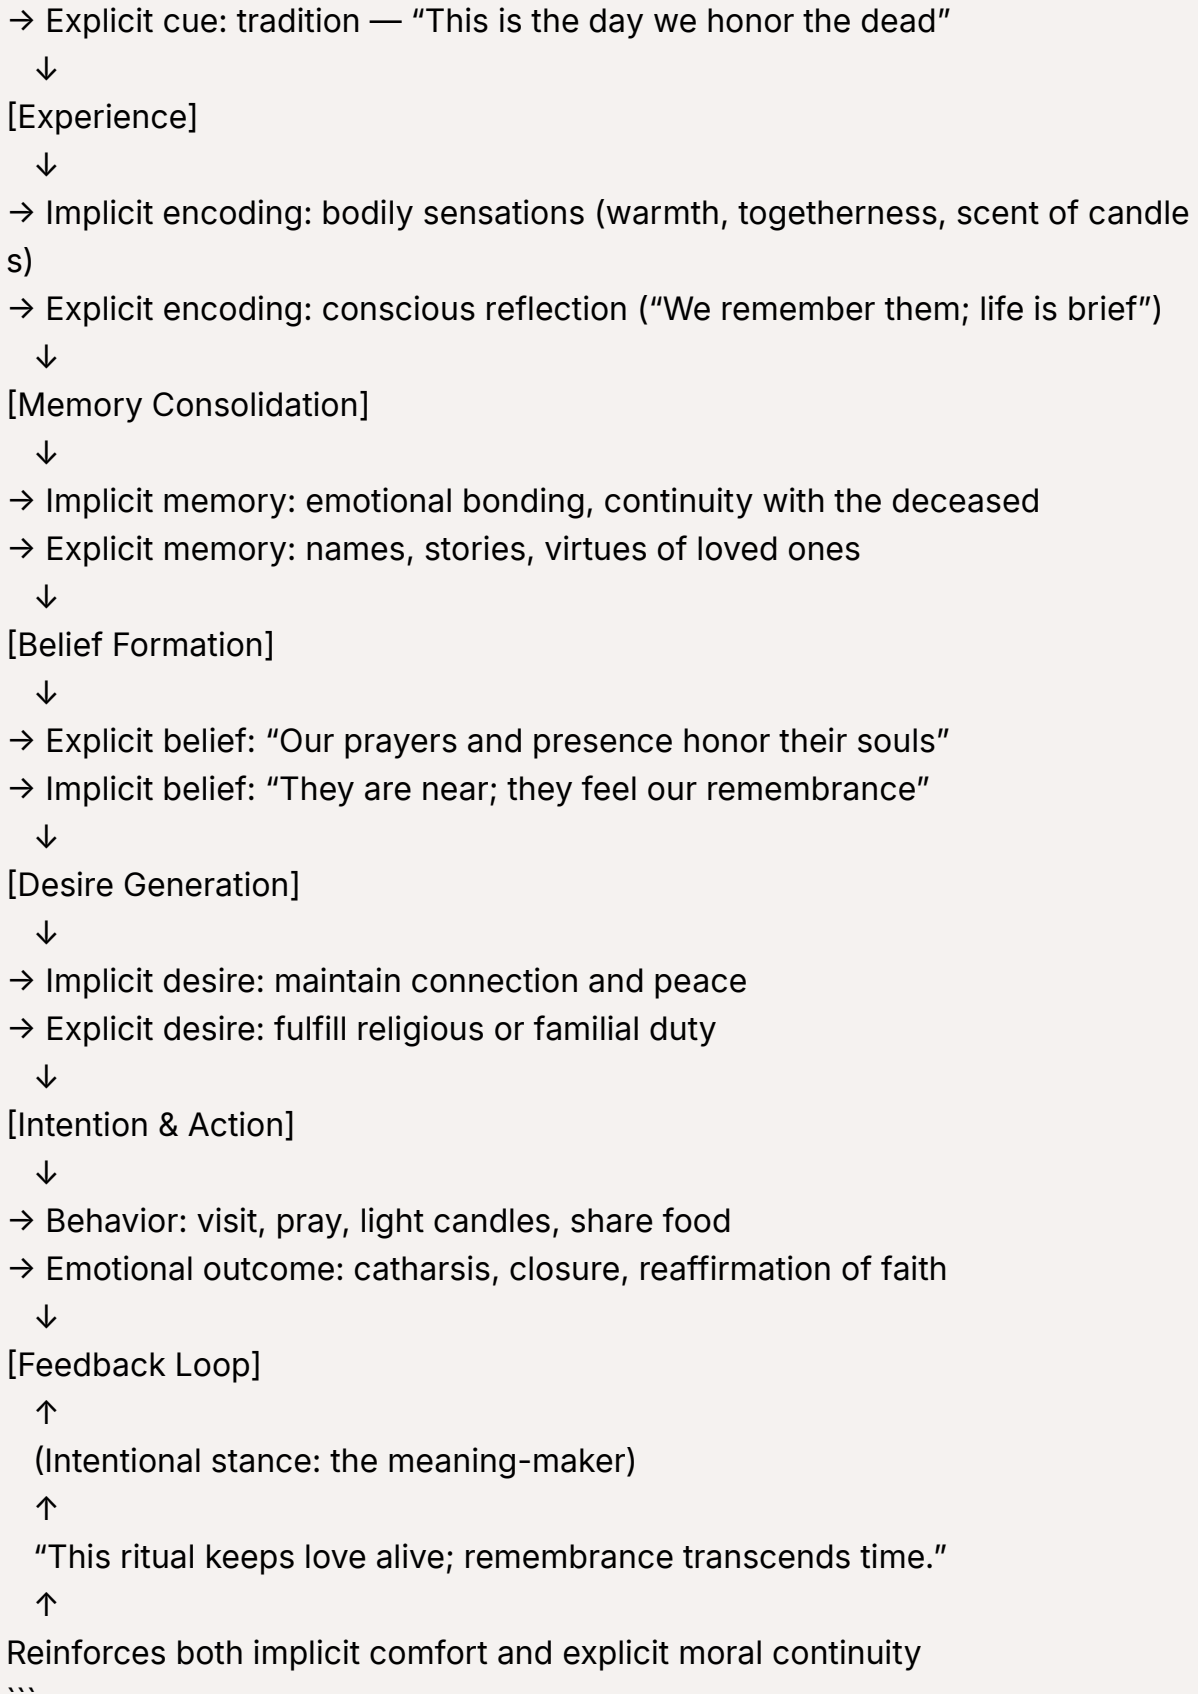 → Explicit cue: tradition — “This is the day we honor the dead”
↓
[Experience]
↓
→ Implicit encoding: bodily sensations (warmth, togetherness, scent of candle
s)
→ Explicit encoding: conscious reflection (“We remember them; life is brief”)
↓
[Memory Consolidation]
↓
→ Implicit memory: emotional bonding, continuity with the deceased
→ Explicit memory: names, stories, virtues of loved ones
↓
[Belief Formation]
↓
→ Explicit belief: “Our prayers and presence honor their souls”
→ Implicit belief: “They are near; they feel our remembrance”
↓
[Desire Generation]
↓
→ Implicit desire: maintain connection and peace
→ Explicit desire: fulfill religious or familial duty
↓
[Intention & Action]
↓
→ Behavior: visit, pray, light candles, share food
→ Emotional outcome: catharsis, closure, reaffirmation of faith
↓
[Feedback Loop]
↑
(Intentional stance: the meaning-maker)
↑
“This ritual keeps love alive; remembrance transcends time.”
↑
Reinforces both implicit comfort and explicit moral continuity
```